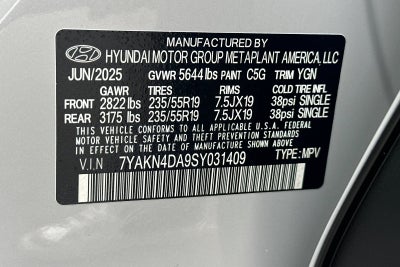 MANUFACTURED BY
HYUNDAI MOTOR GROUP METAPLANT AMERICA, LLC
JUN/2025 GVWR 5644 lbs PAINT C5G TRIM YGN
GAWR TIRES RIMS COLD TIRE INFL
FRONT 2822 lbs 235/55R19 7.5JX19 38psi SINGLE
REAR 3175 lbs 235/55R19 7.5JX19 38psi SINGLE
THIS VEHICLE CONFORMS TO ALL APPLICABLE U.S.A. FEDERAL
MOTOR VEHICLE SAFETY AND THEFT PREVENTION STANDARDS
IN EFFECT ON THE DATE OF MANUFACTURE SHOWN ABOVE.
V.I.N 7YAKN4DA9SY031409 TYPE: MPV